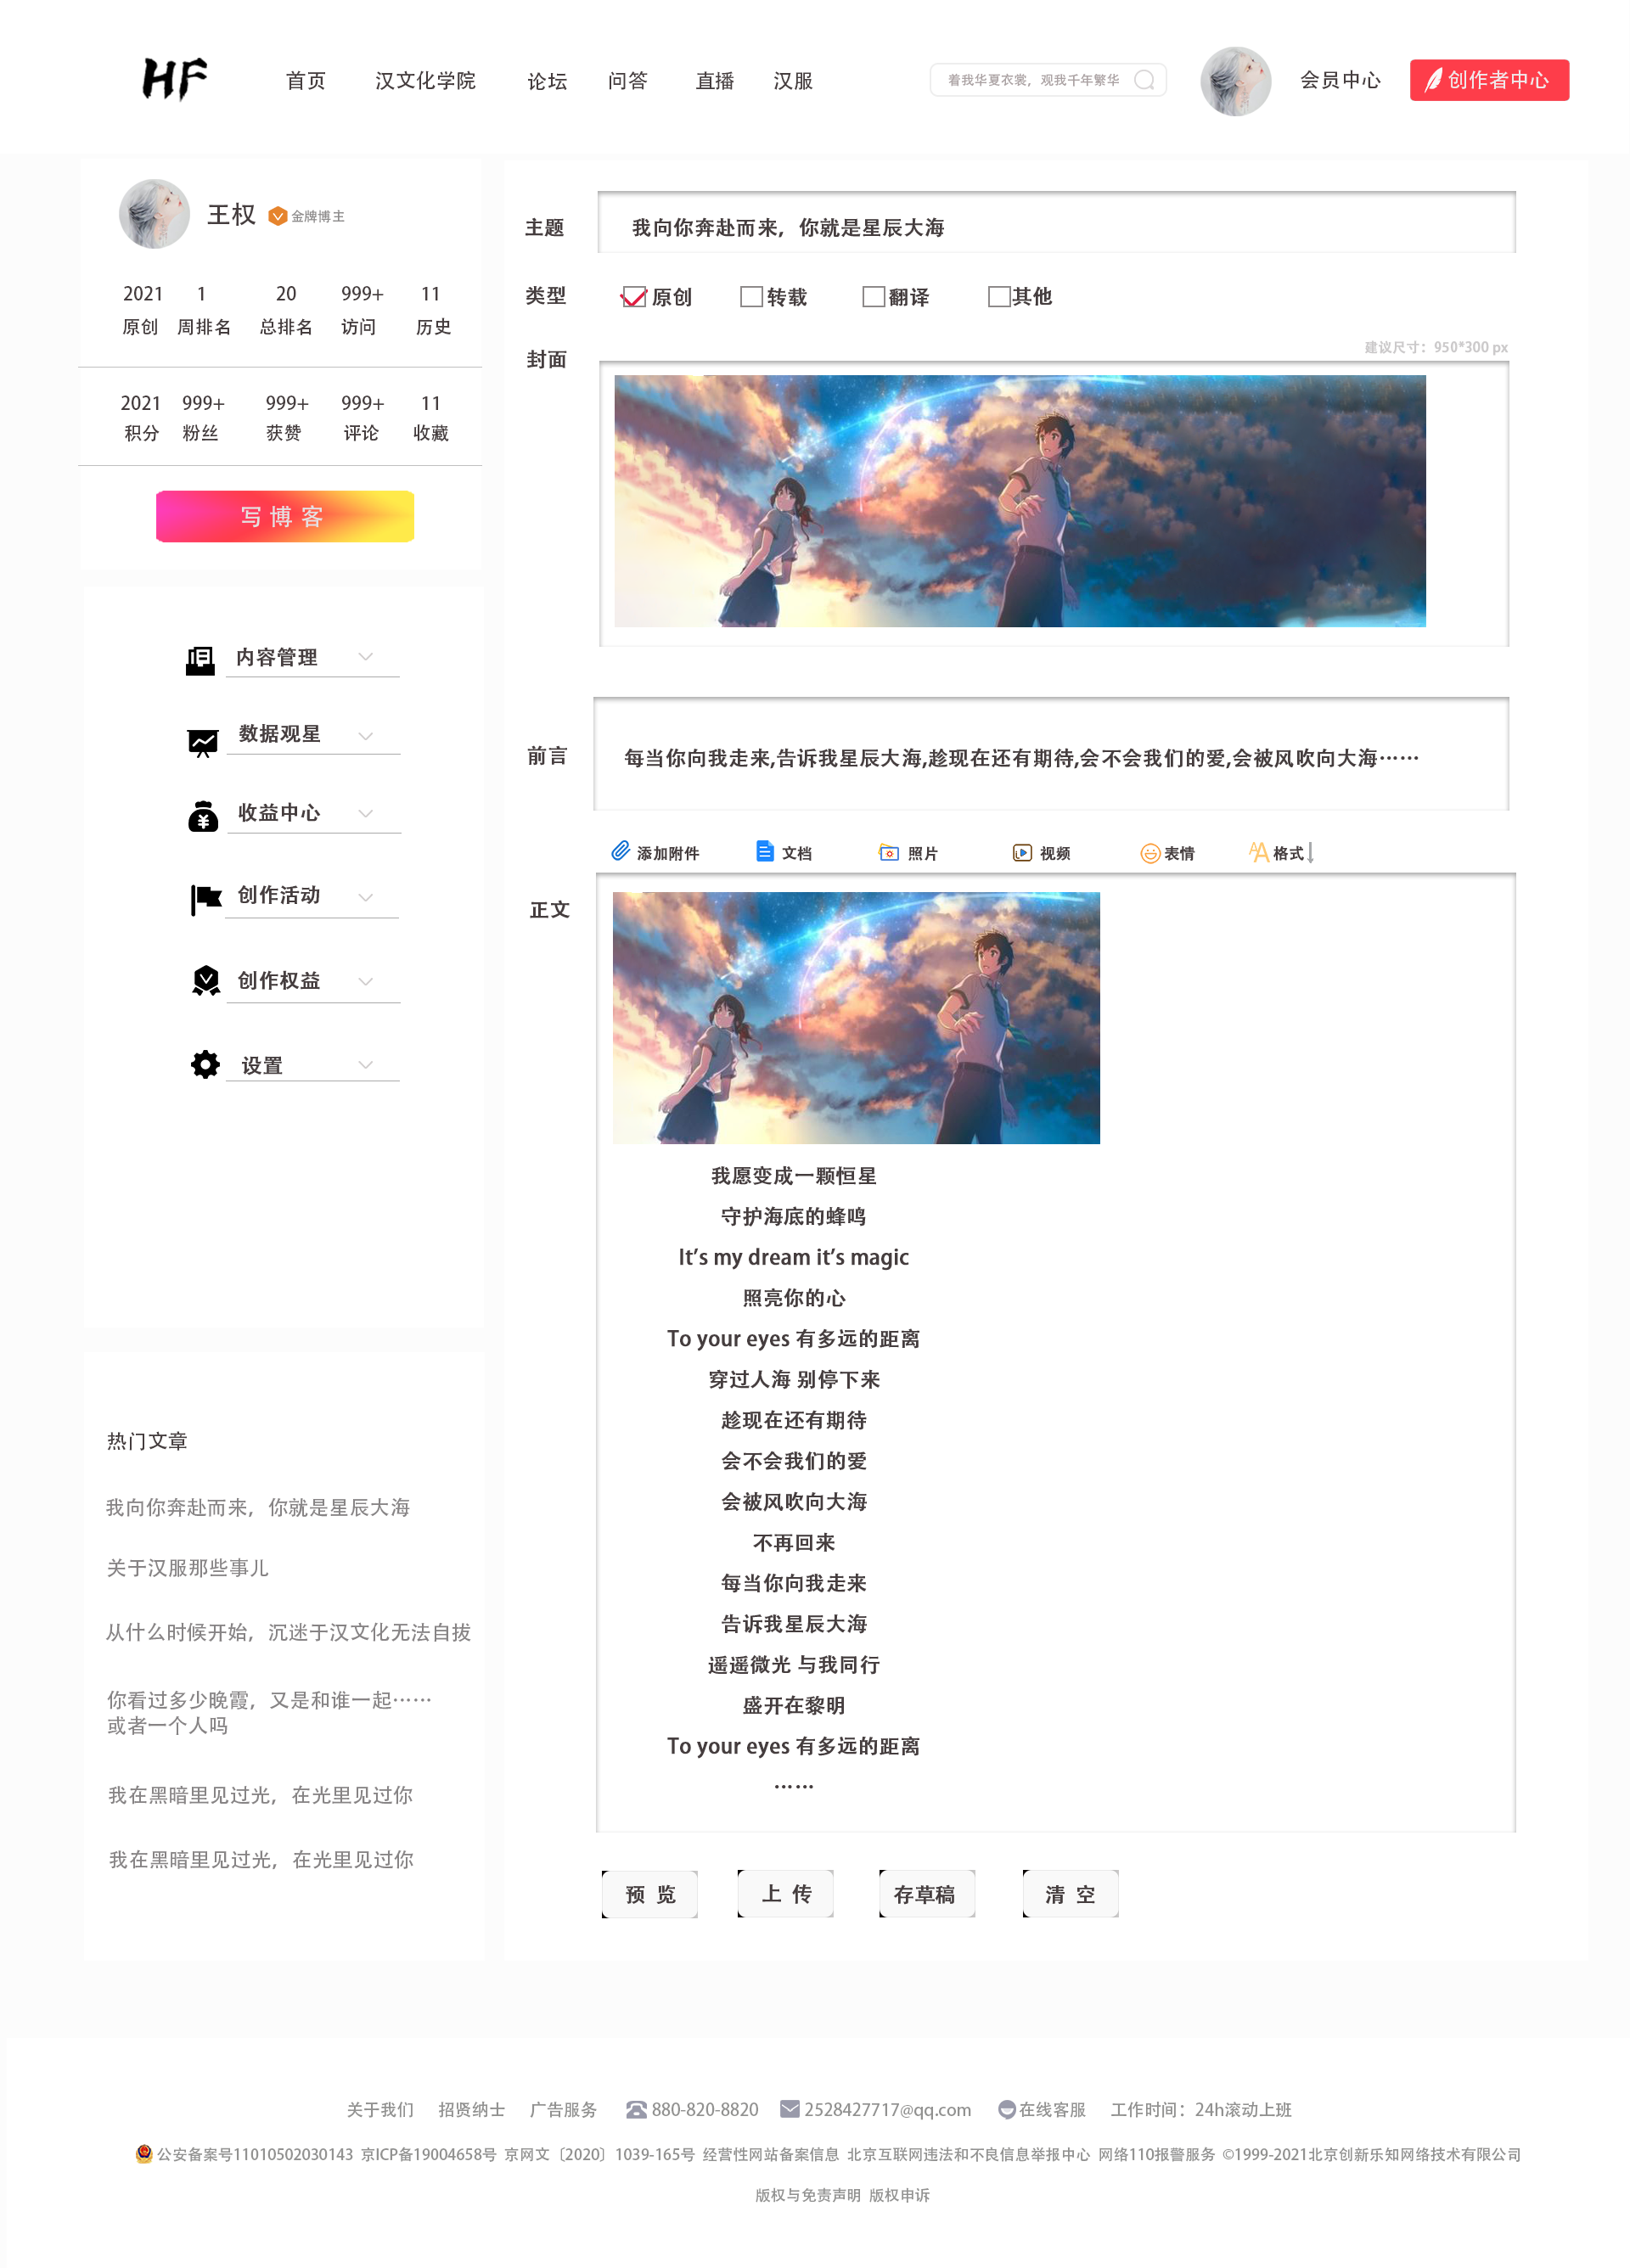 HF 首页 汉文化学院 论坛 问答 直播 汉服 着我华夏衣裳，观我千年繁华 会员中心 创作者中心
王权 金牌博主
2021 1 20 999+ 11
原创 周排名 总排名 访问 历史
2021 999+ 999+ 999+ 11
积分 粉丝 获赞 评论 收藏
写博客
内容管理
数据观星
收益中心
创作活动
创作权益
设置
热门文章
我向你奔赴而来，你就是星辰大海
关于汉服那些事儿
从什么时候开始，沉迷于汉文化无法自拔
你看过多少晚霞，又是和谁一起……
或者一个人吗
我在黑暗里见过光，在光里见过你
我在黑暗里见过光，在光里见过你
主题 我向你奔赴而来，你就是星辰大海
类型 原创 转载 翻译 其他
建议尺寸：950*300 px
封面
前言 每当你向我走来,告诉我星辰大海,趁现在还有期待,会不会我们的爱,会被风吹向大海……
添加附件 文档 照片 视频 表情 格式
正文
我愿变成一颗恒星
守护海底的蜂鸣
It’s my dream it’s magic
照亮你的心
To your eyes 有多远的距离
穿过人海 别停下来
趁现在还有期待
会不会我们的爱
会被风吹向大海
不再回来
每当你向我走来
告诉我星辰大海
遥遥微光 与我同行
盛开在黎明
To your eyes 有多远的距离
……
预 览 上 传 存草稿 清 空
关于我们 招贤纳士 广告服务 880-820-8820 2528427717@qq.com 在线客服 工作时间：24h滚动上班
公安备案号11010502030143 京ICP备19004658号 京网文〔2020〕1039-165号 经营性网站备案信息 北京互联网违法和不良信息举报中心 网络110报警服务 ©1999-2021北京创新乐知网络技术有限公司
版权与免责声明 版权申诉